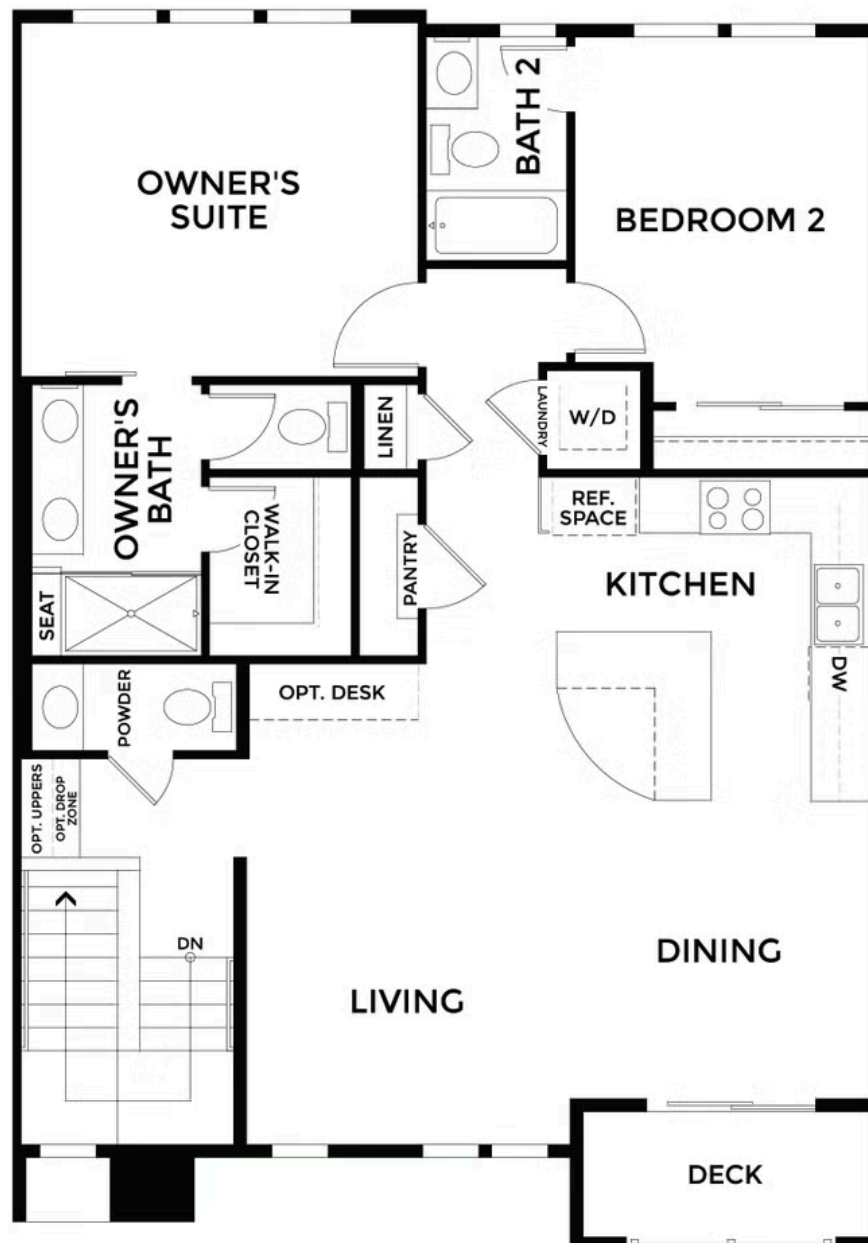 BATH 2
OWNER'S
SUITE
BEDROOM 2
OWNER'S
BATH
LINEN
LAUNDRY
W/D
WALK-IN
CLOSET
PANTRY
REF.
SPACE
KITCHEN
SEAT
DW
POWDER
OPT. DESK
OPT. UPPERS
OPT. DROP
ZONE
DN
DINING
LIVING
DECK